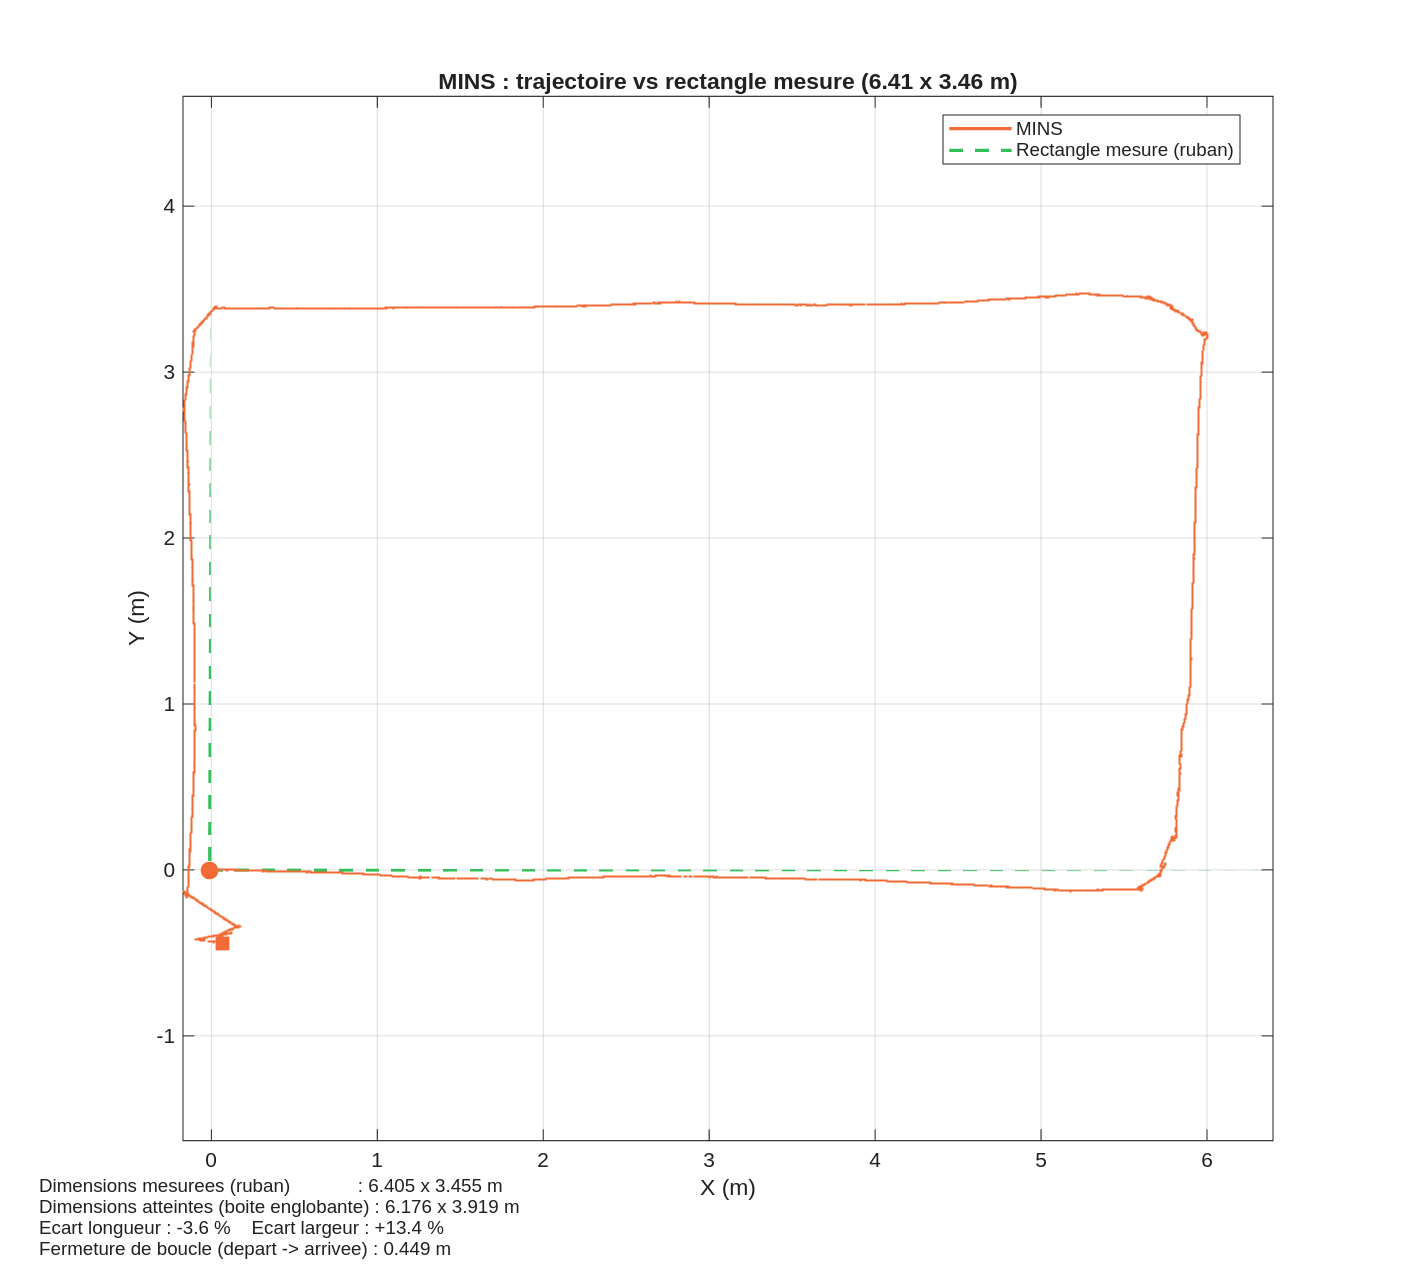 MINS : trajectoire vs rectangle mesure (6.41 x 3.46 m)
MINS
Rectangle mesure (ruban)
4
3
2
1
0
-1
Y (m)
0 1 2 3 4 5 6
X (m)
Dimensions mesurees (ruban) : 6.405 x 3.455 m
Dimensions atteintes (boite englobante) : 6.176 x 3.919 m
Ecart longueur : -3.6 % Ecart largeur : +13.4 %
Fermeture de boucle (depart -> arrivee) : 0.449 m